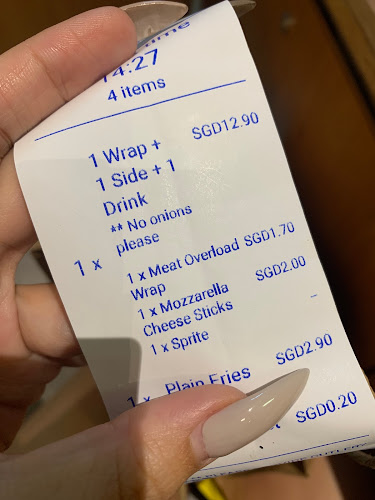 14:27
4 items
1 Wrap + SGD12.90
1 Side + 1
Drink
** No onions
1 x please
1 x Meat Overload SGD1.70
Wrap
1 x Mozzarella SGD2.00
Cheese Sticks
1 x Sprite -
1 x Plain Fries SGD2.90
SGD0.20